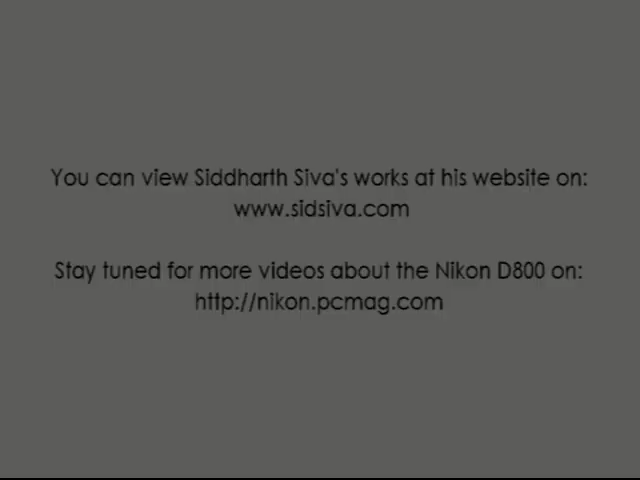 You can view Siddharth Siva's works at his website on:
www.sidsiva.com
Stay tuned for more videos about the Nikon D800 on:
http://nikon.pcmag.com